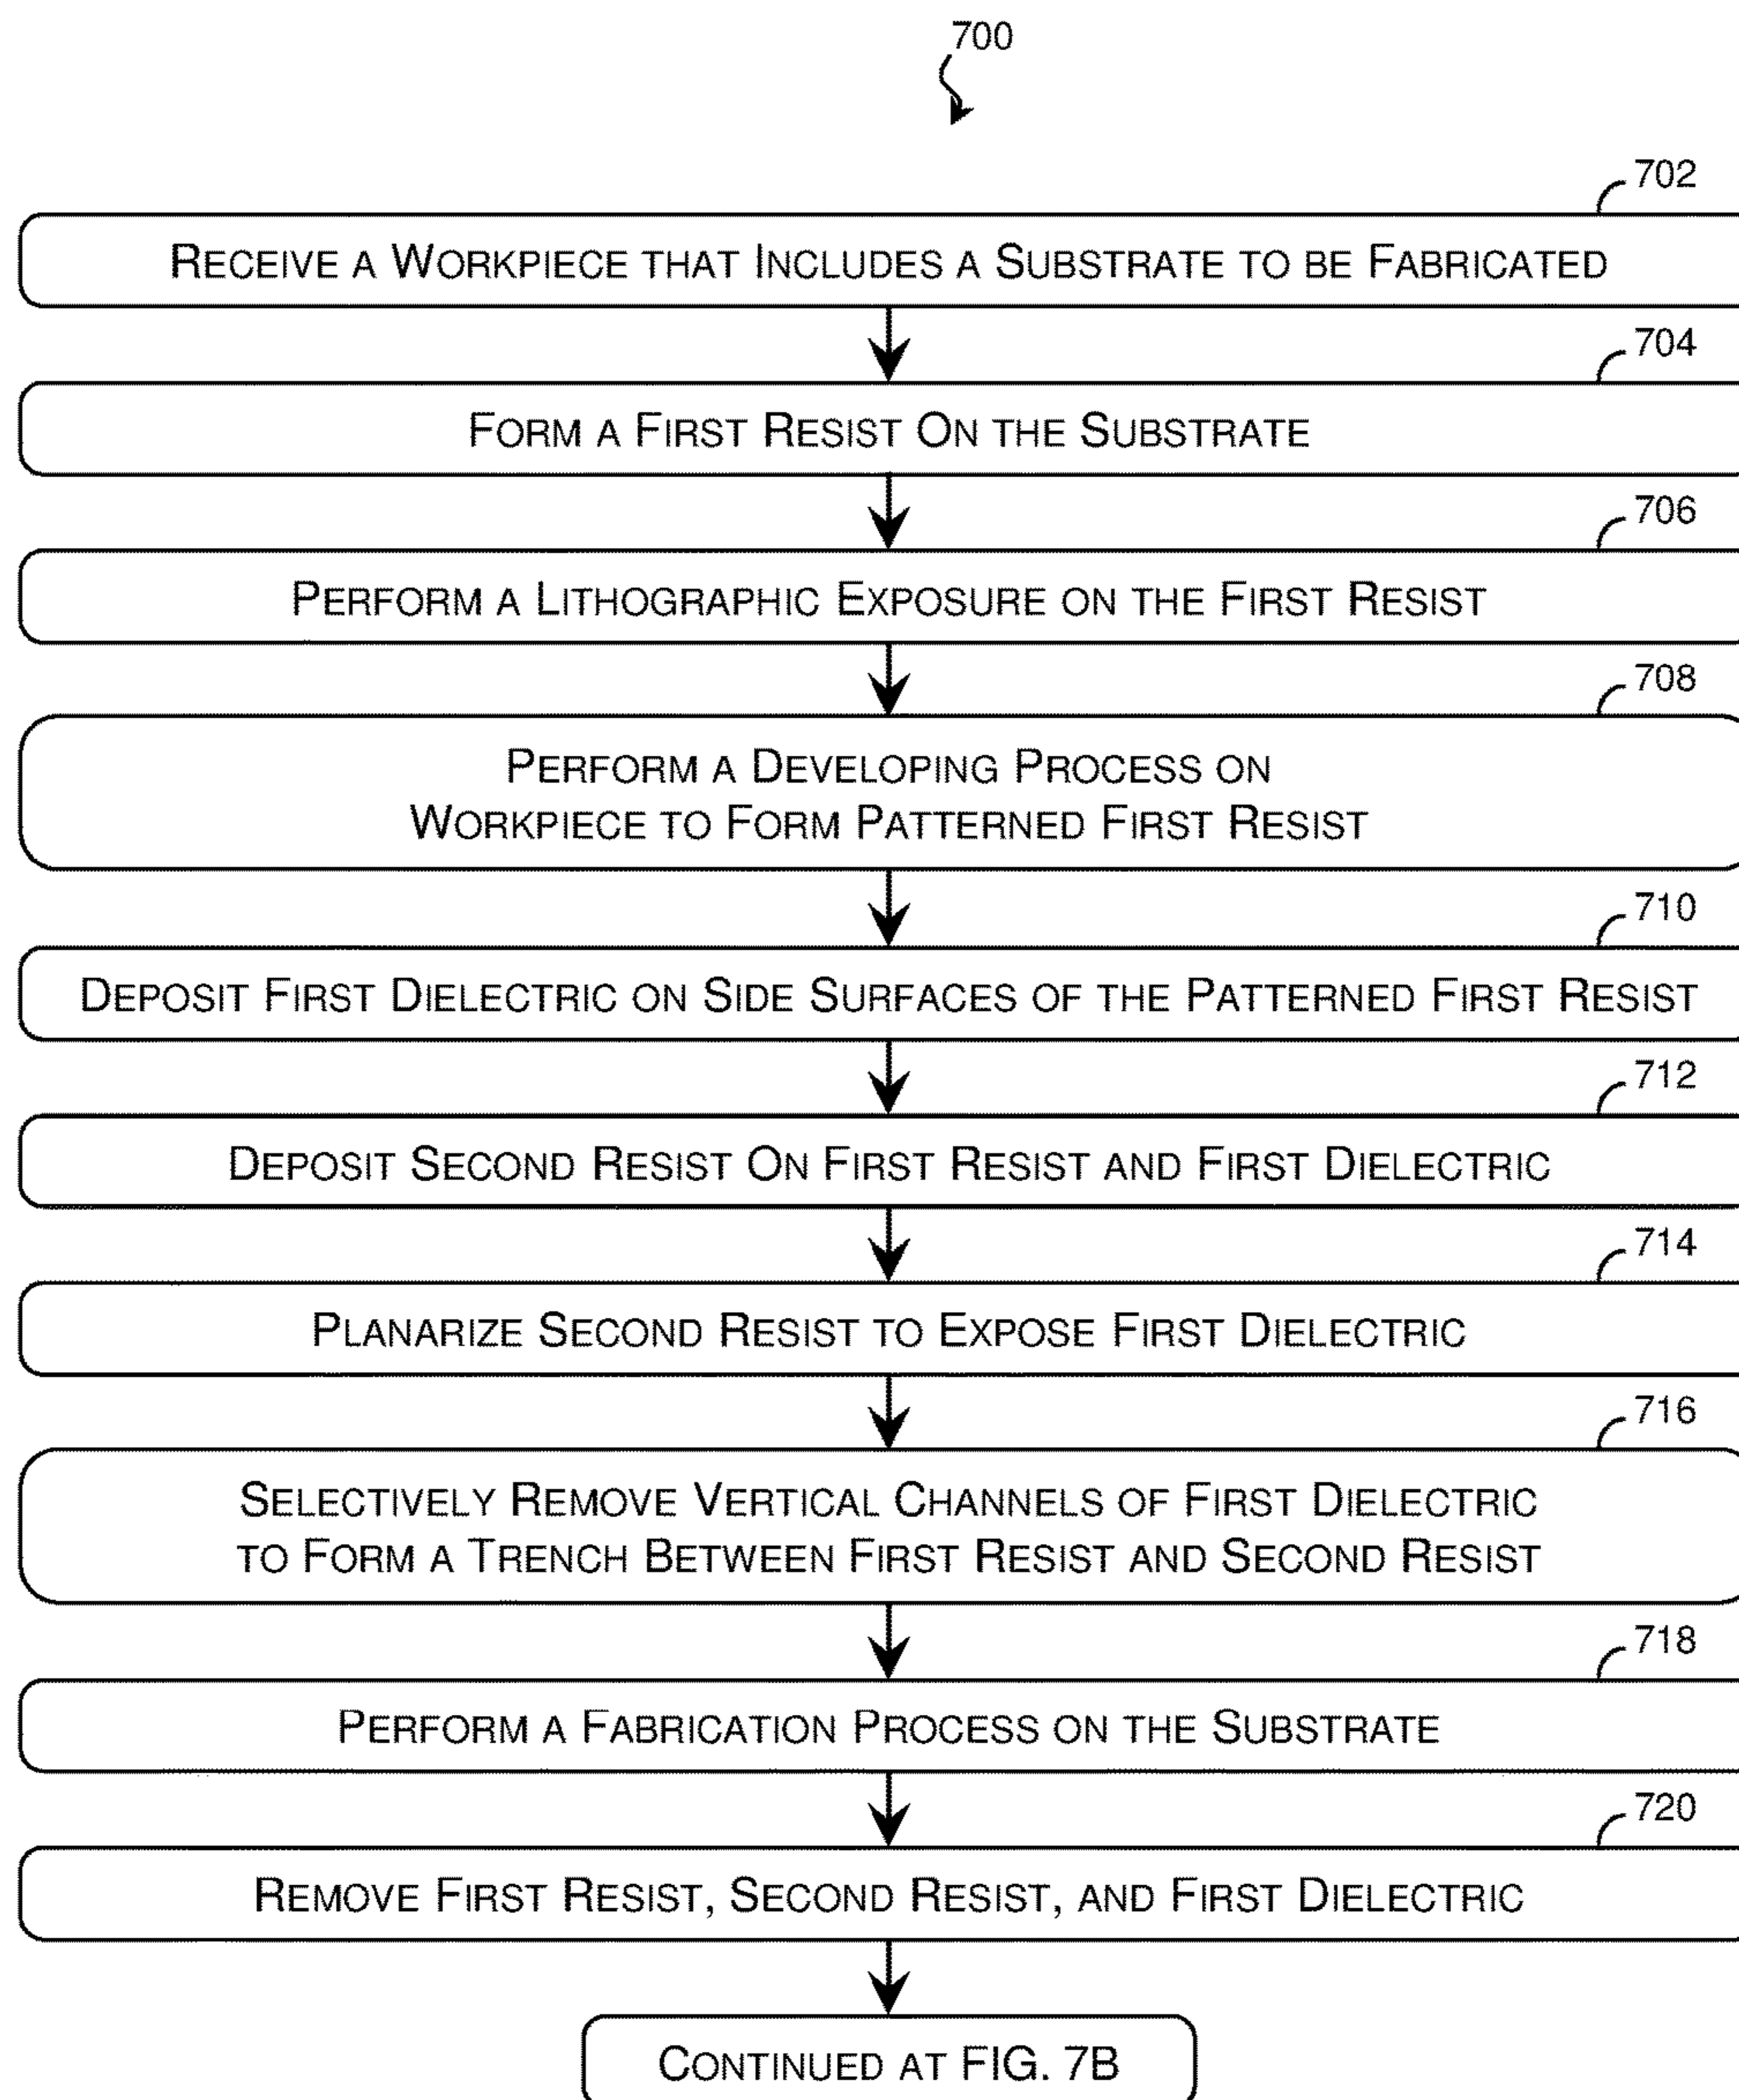 700
702
RECEIVE A WORKPIECE THAT INCLUDES A SUBSTRATE TO BE FABRICATED
704
FORM A FIRST RESIST ON THE SUBSTRATE
706
PERFORM A LITHOGRAPHIC EXPOSURE ON THE FIRST RESIST
708
PERFORM A DEVELOPING PROCESS ON
WORKPIECE TO FORM PATTERNED FIRST RESIST
710
DEPOSIT FIRST DIELECTRIC ON SIDE SURFACES OF THE PATTERNED FIRST RESIST
712
DEPOSIT SECOND RESIST ON FIRST RESIST AND FIRST DIELECTRIC
714
PLANARIZE SECOND RESIST TO EXPOSE FIRST DIELECTRIC
716
SELECTIVELY REMOVE VERTICAL CHANNELS OF FIRST DIELECTRIC
TO FORM A TRENCH BETWEEN FIRST RESIST AND SECOND RESIST
718
PERFORM A FABRICATION PROCESS ON THE SUBSTRATE
720
REMOVE FIRST RESIST, SECOND RESIST, AND FIRST DIELECTRIC
CONTINUED AT FIG. 7B